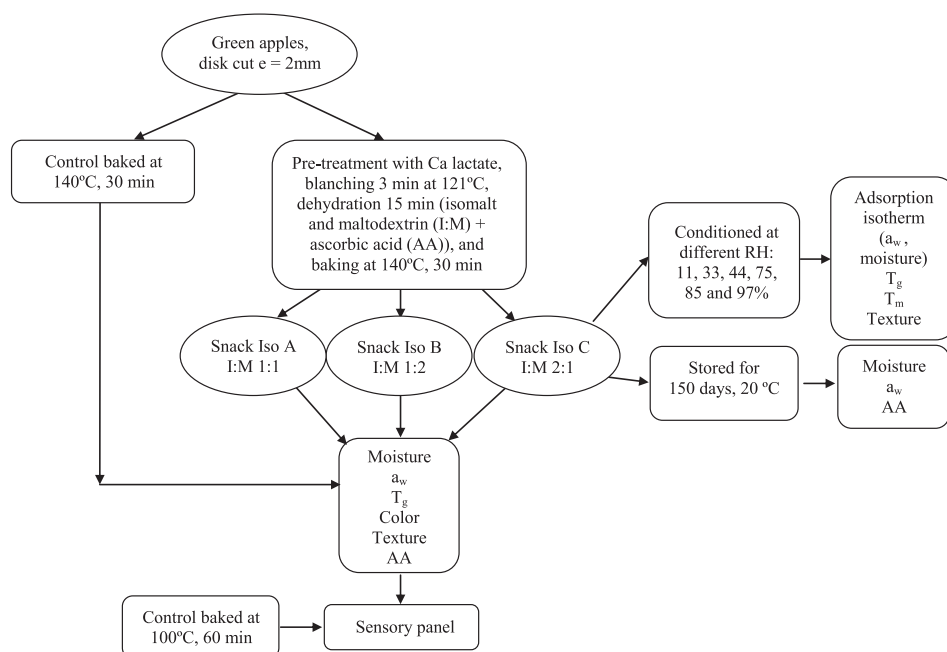 Green apples,
disk cut e = 2mm
Control baked at
140ºC, 30 min
Pre-treatment with Ca lactate,
blanching 3 min at 121ºC,
dehydration 15 min (isomalt
and maltodextrin (I:M) +
ascorbic acid (AA)), and
baking at 140ºC, 30 min
Conditioned at
different RH:
11, 33, 44, 75,
85 and 97%
Adsorption
isotherm
(aw ,
moisture)
Tg
Tm
Texture
Snack Iso A
I:M 1:1
Snack Iso B
I:M 1:2
Snack Iso C
I:M 2:1
Stored for
150 days, 20 ºC
Moisture
aw
AA
Moisture
aw
Tg
Color
Texture
AA
Control baked at
100ºC, 60 min
Sensory panel